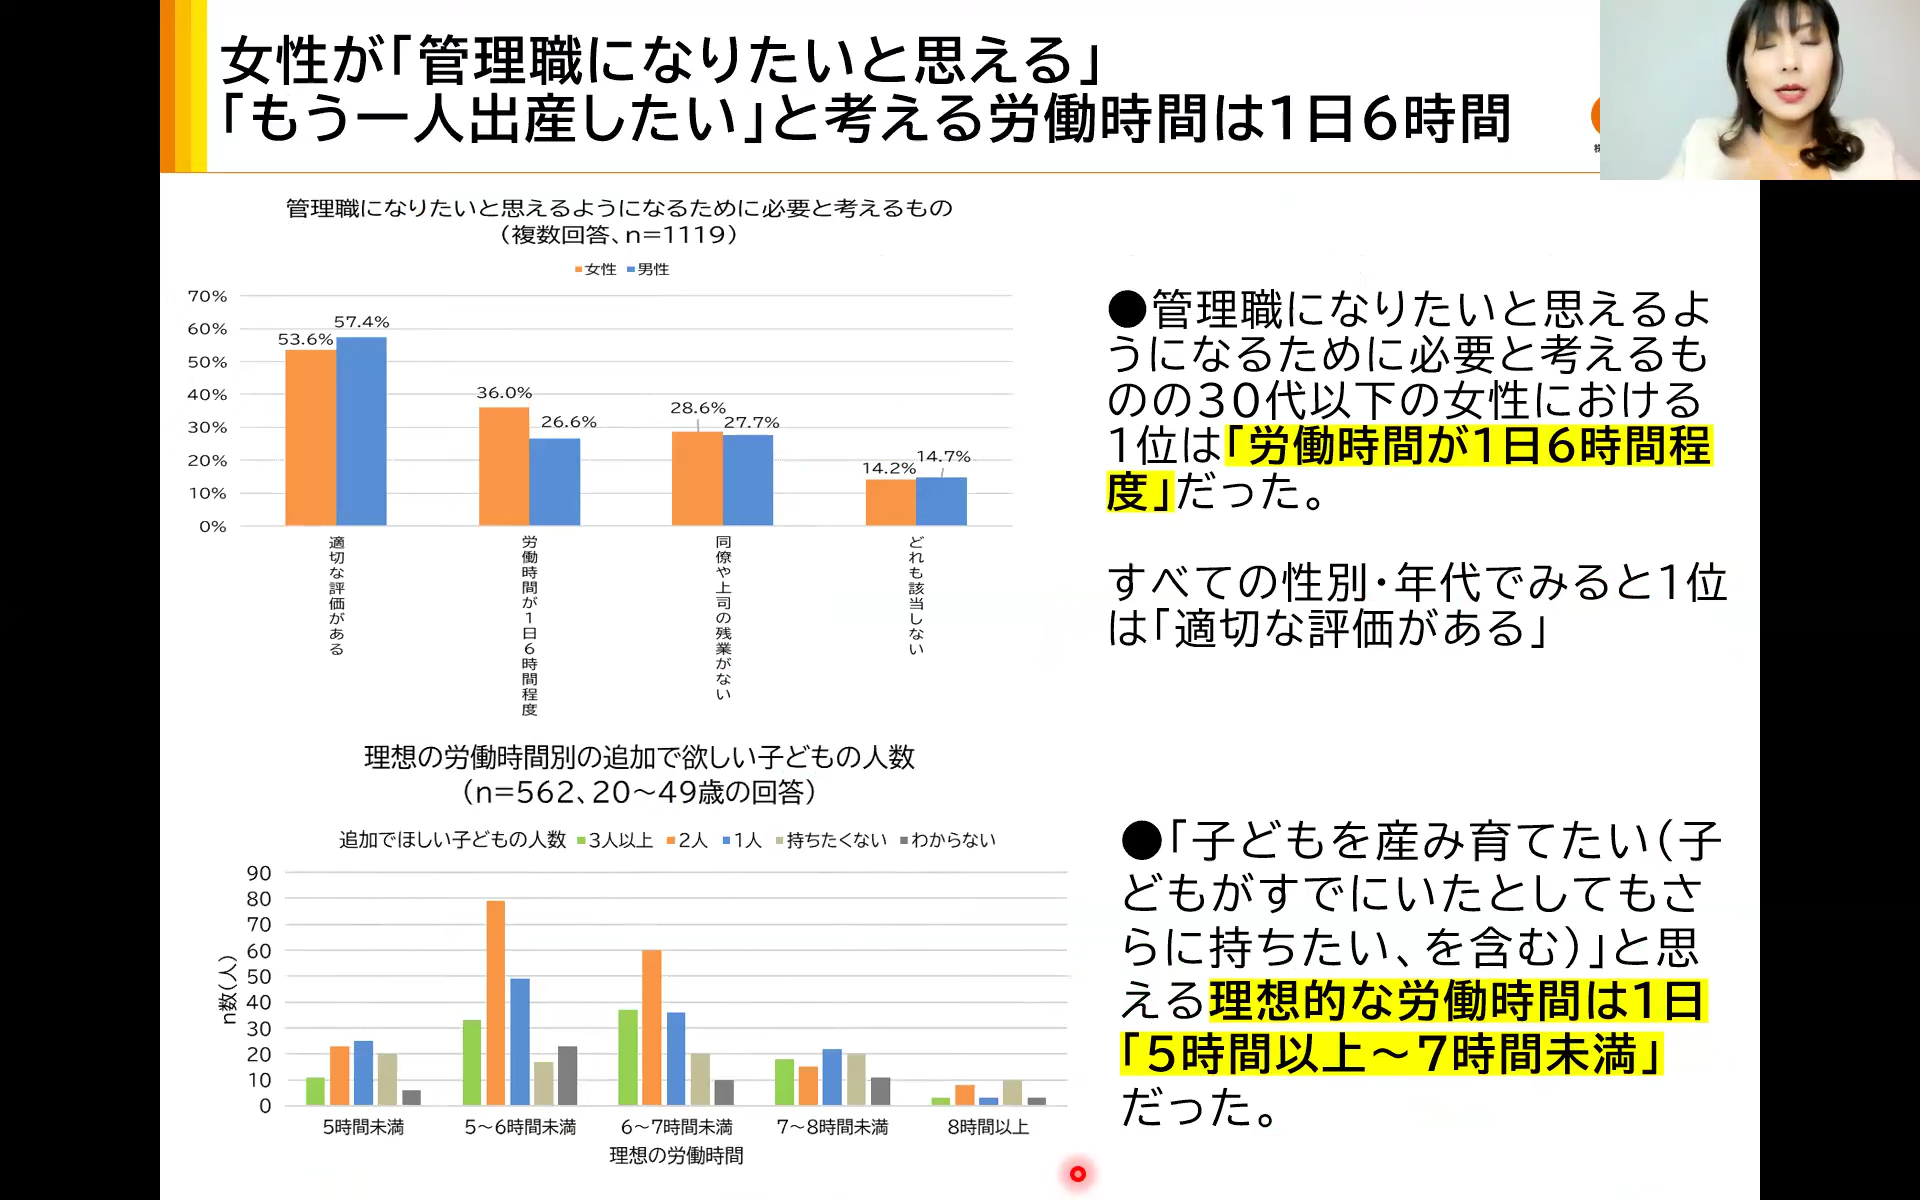 女性が「管理職になりたいと思える」
「もう一人出産したい」と考える労働時間は1日6時間
株
管理職になりたいと思えるようになるために必要と考えるもの
（複数回答、n=1119）
女性 男性
70%
60%
50%
40%
30%
20%
10%
0%
53.6% 57.4%
36.0% 26.6%
28.6% 27.7%
14.2% 14.7%
適切な評価がある
労働時間が1日6時間程度
同僚や上司の残業がない
どれも該当しない
●管理職になりたいと思えるよ
うになるために必要と考えるも
のの30代以下の女性における
1位は「労働時間が1日6時間程
度」だった。
すべての性別・年代でみると1位
は「適切な評価がある」
理想の労働時間別の追加で欲しい子どもの人数
（n=562、20～49歳の回答）
追加でほしい子どもの人数 3人以上 2人 1人 持ちたくない わからない
n数（人）
90
80
70
60
50
40
30
20
10
0
5時間未満 5～6時間未満 6～7時間未満 7～8時間未満 8時間以上
理想の労働時間
●「子どもを産み育てたい（子
どもがすでにいたとしてもさ
らに持ちたい、を含む）」と思
える理想的な労働時間は1日
「5時間以上～7時間未満」
だった。